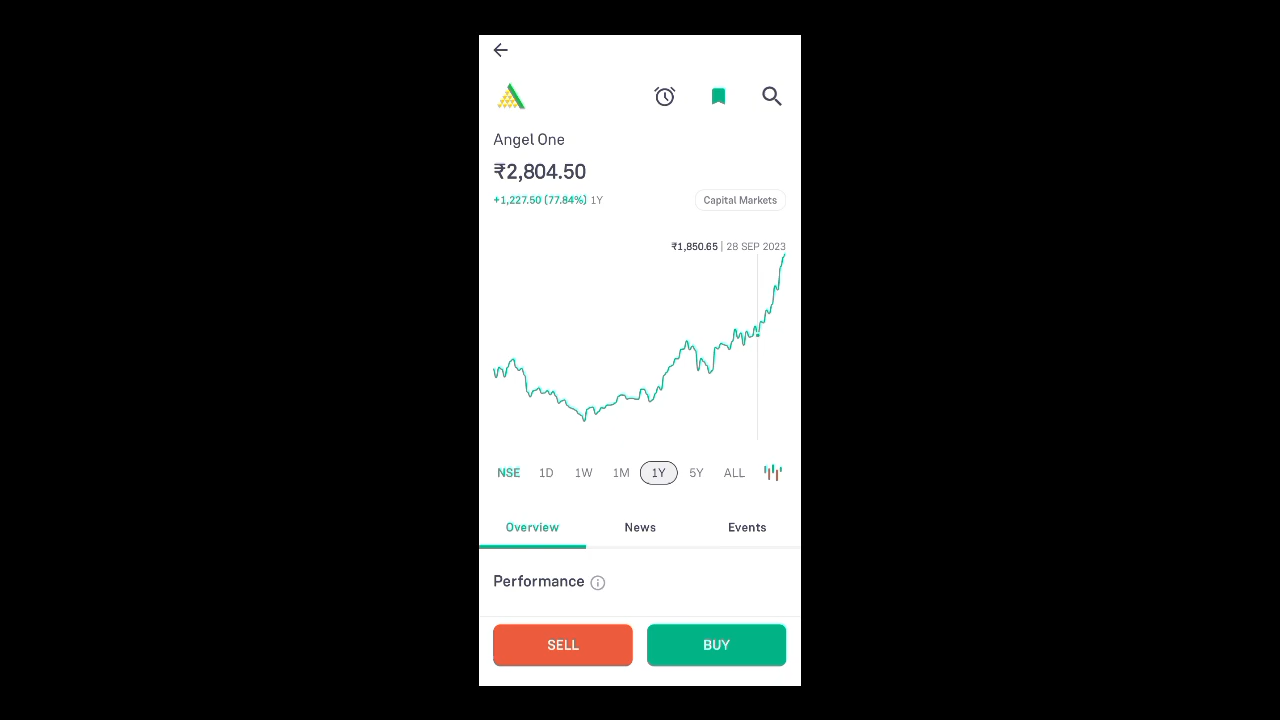 Angel One
₹2,804.50
+1,227.50 (77.84%) 1Y
Capital Markets
₹1,850.65 | 28 SEP 2023
NSE 1D 1W 1M 1Y 5Y ALL
Overview News Events
Performance
SELL BUY